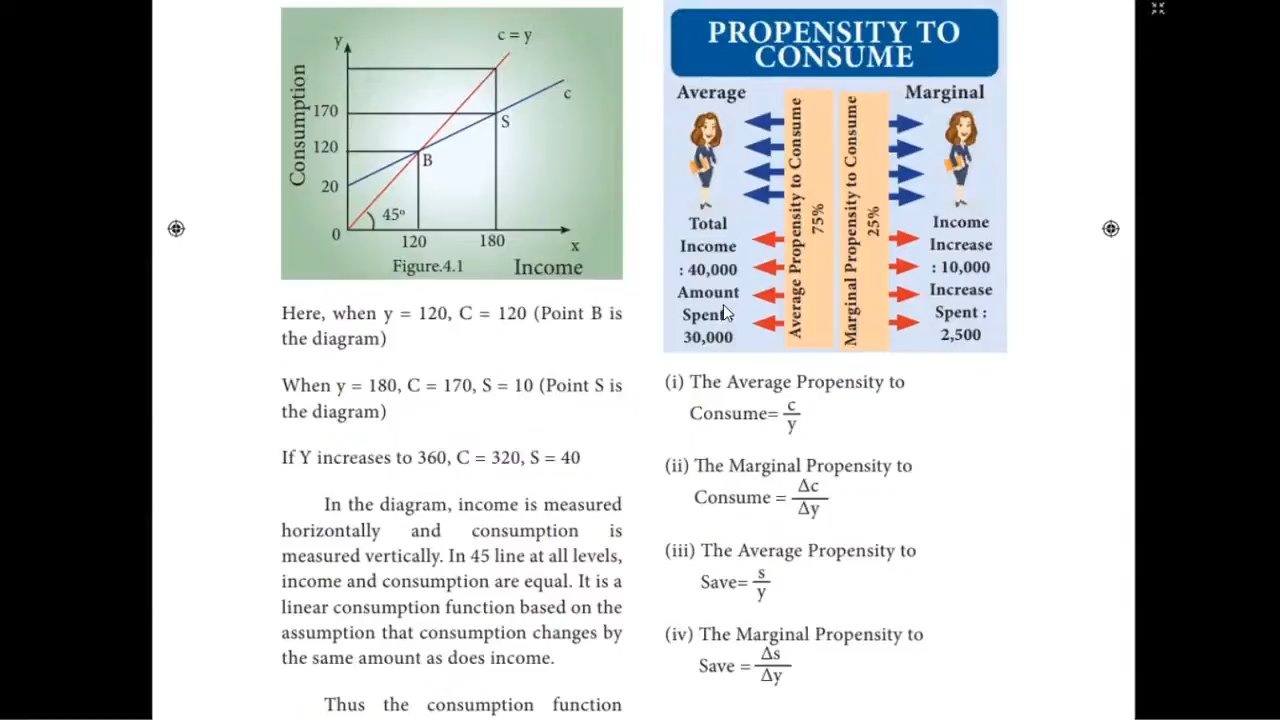 y
c = y
c
Consumption
170
120
20
S
B
45º
0
120
180
x
Figure.4.1
Income
Here, when y = 120, C = 120 (Point B is
the diagram)
When y = 180, C = 170, S = 10 (Point S is
the diagram)
If Y increases to 360, C = 320, S = 40
In the diagram, income is measured
horizontally and consumption is
measured vertically. In 45 line at all levels,
income and consumption are equal. It is a
linear consumption function based on the
assumption that consumption changes by
the same amount as does income.
Thus the consumption function
PROPENSITY TO
CONSUME
Average
Marginal
Average Propensity to Consume
75%
Marginal Propensity to Consume
25%
Total
Income
: 40,000
Amount
Spent:
30,000
Income
Increase
: 10,000
Increase
Spent :
2,500
(i) The Average Propensity to
Consume= c/y
(ii) The Marginal Propensity to
Consume = Δc/Δy
(iii) The Average Propensity to
Save= s/y
(iv) The Marginal Propensity to
Save = Δs/Δy